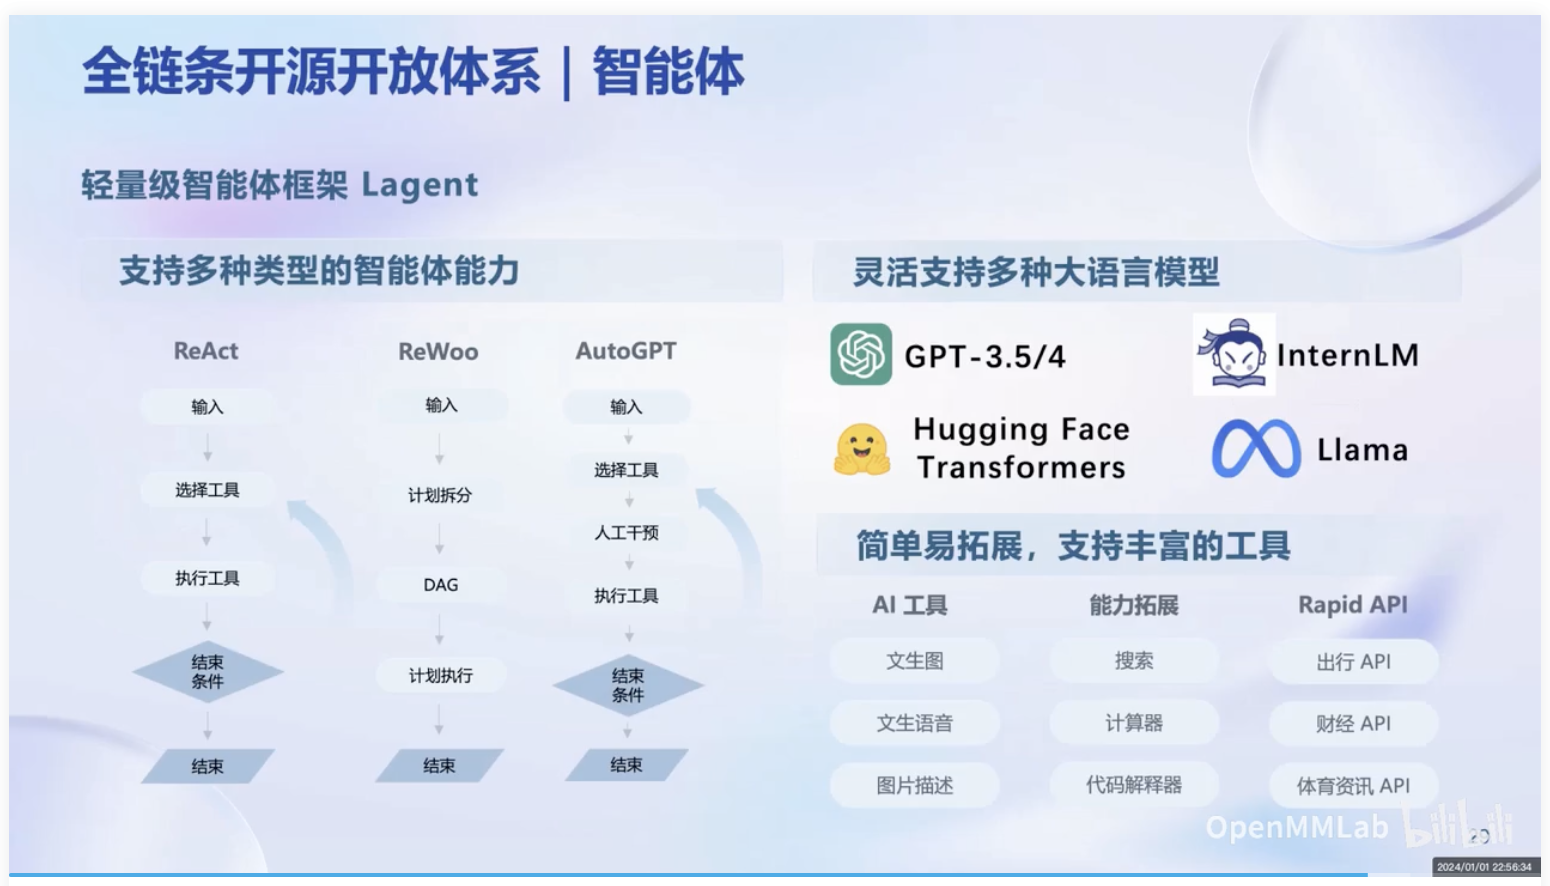 全链条开源开放体系｜智能体
轻量级智能体框架 Lagent
支持多种类型的智能体能力
ReAct
输入
选择工具
执行工具
结束
条件
结束
ReWoo
输入
计划拆分
DAG
计划执行
结束
AutoGPT
输入
选择工具
人工干预
执行工具
结束
条件
结束
灵活支持多种大语言模型
GPT-3.5/4
InternLM
Hugging Face
Transformers
Llama
简单易拓展，支持丰富的工具
AI 工具
能力拓展
Rapid API
文生图
搜索
出行 API
文生语音
计算器
财经 API
图片描述
代码解释器
体育资讯 API
OpenMMLab
bilibili
29
2024/01/01 22:56:34